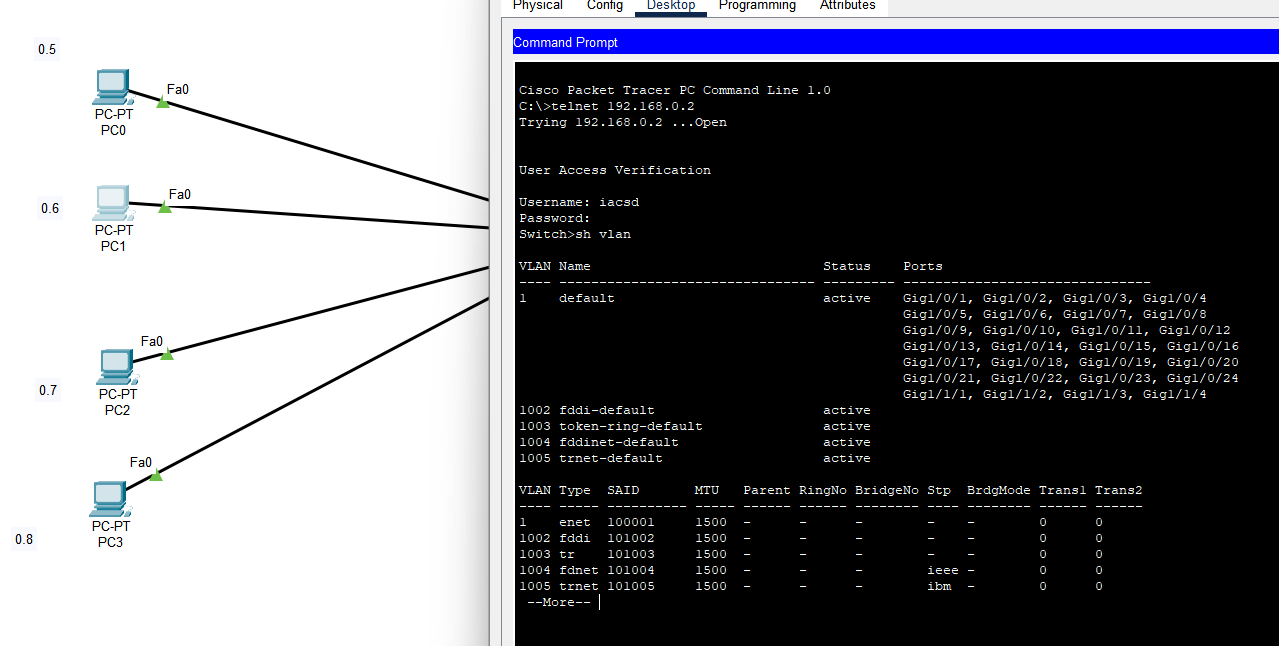 0.5
Fa0
PC-PT
PC0
0.6
Fa0
PC-PT
PC1
Fa0
0.7
PC-PT
PC2
Fa0
0.8
PC-PT
PC3
Physical Config Desktop Programming Attributes
Command Prompt
Cisco Packet Tracer PC Command Line 1.0
C:\>telnet 192.168.0.2
Trying 192.168.0.2 ...Open
User Access Verification
Username: iacsd
Password:
Switch>sh vlan
VLAN Name                             Status    Ports
---- -------------------------------- --------- -------------------------------
1    default                          active    Gig1/0/1, Gig1/0/2, Gig1/0/3, Gig1/0/4
                                                Gig1/0/5, Gig1/0/6, Gig1/0/7, Gig1/0/8
                                                Gig1/0/9, Gig1/0/10, Gig1/0/11, Gig1/0/12
                                                Gig1/0/13, Gig1/0/14, Gig1/0/15, Gig1/0/16
                                                Gig1/0/17, Gig1/0/18, Gig1/0/19, Gig1/0/20
                                                Gig1/0/21, Gig1/0/22, Gig1/0/23, Gig1/0/24
                                                Gig1/1/1, Gig1/1/2, Gig1/1/3, Gig1/1/4
1002 fddi-default                     active
1003 token-ring-default               active
1004 fddinet-default                  active
1005 trnet-default                    active
VLAN Type  SAID       MTU   Parent RingNo BridgeNo Stp  BrdgMode Trans1 Trans2
---- ----- ---------- ----- ------ ------ -------- ---- -------- ------ ------
1    enet  100001     1500  -      -      -        -    -        0      0
1002 fddi  101002     1500  -      -      -        -    -        0      0
1003 tr    101003     1500  -      -      -        -    -        0      0
1004 fdnet 101004     1500  -      -      -        ieee -        0      0
1005 trnet 101005     1500  -      -      -        ibm  -        0      0
--More--